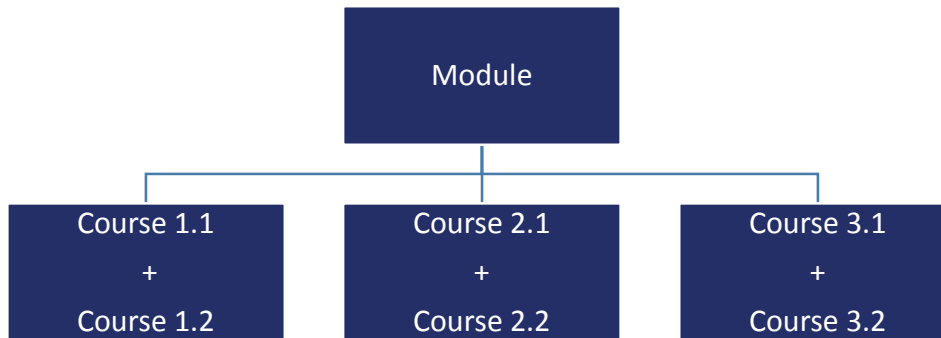 Module
Course 1.1
+
Course 1.2
Course 2.1
+
Course 2.2
Course 3.1
+
Course 3.2